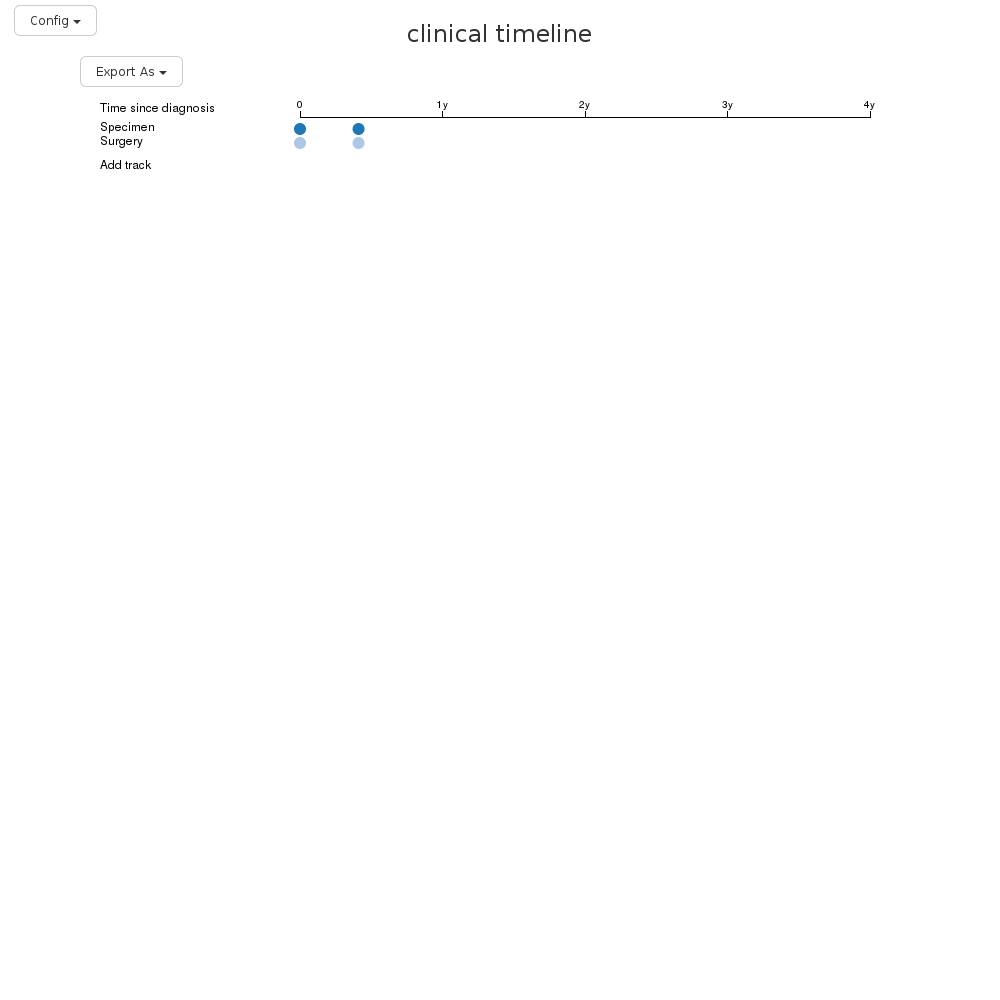 Config
clinical timeline
Export As
Time since diagnosis 0 1y 2y 3y 4y
Specimen
Surgery
Add track